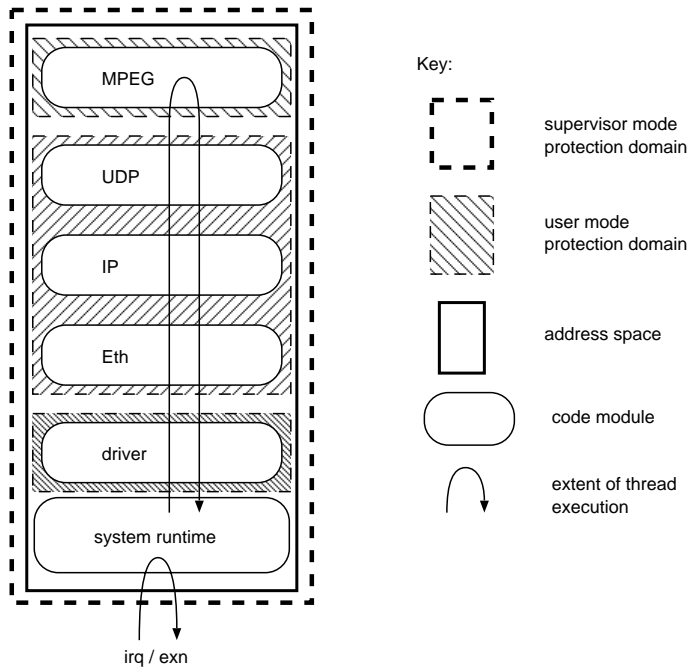 MPEG
UDP
IP
Eth
driver
system runtime
irq / exn
Key:
supervisor mode
protection domain
user mode
protection domain
address space
code module
extent of thread
execution